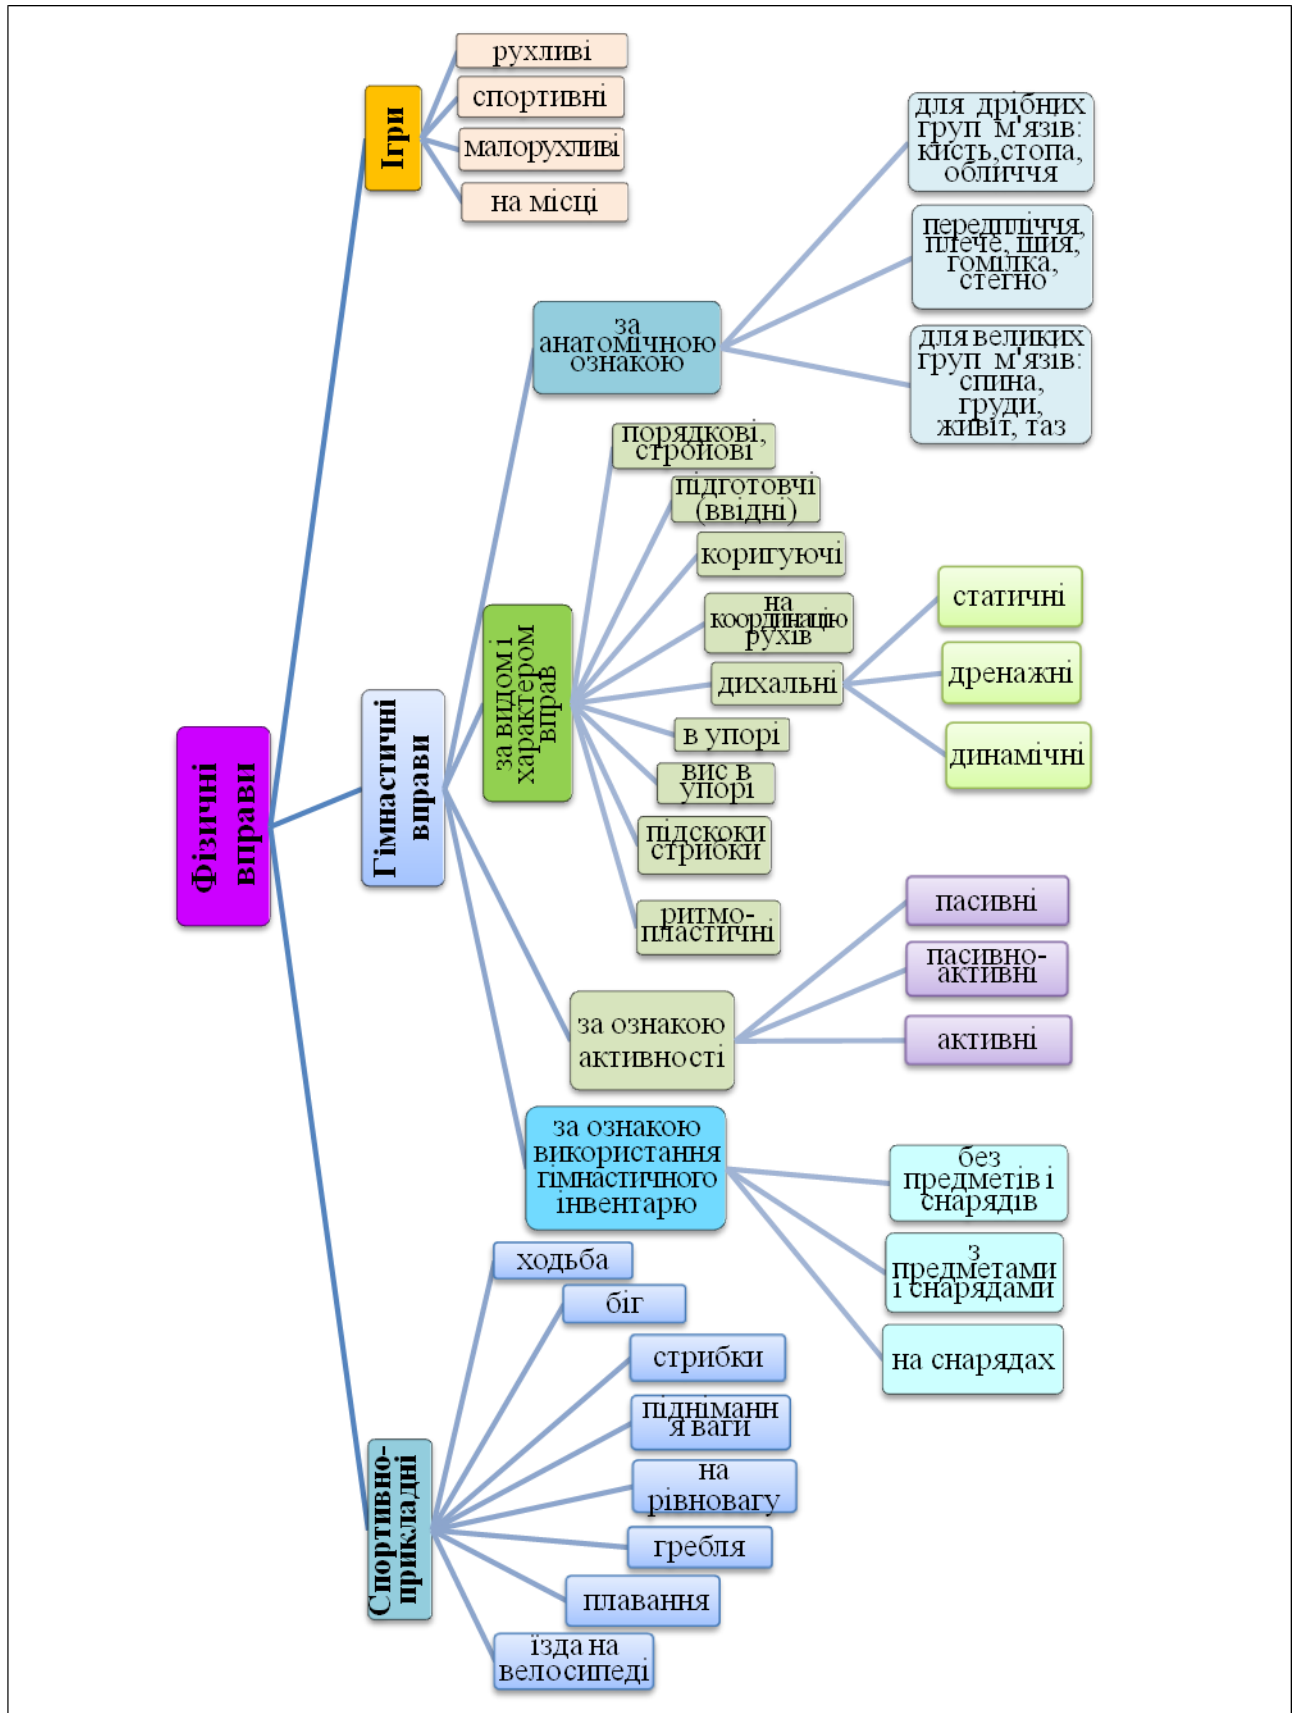 Фізичні
вправи
Ігри
рухливі
спортивні
малорухливі
на місці
Гімнастичні
вправи
за
анатомічною
ознакою
для дрібних
груп м'язів:
кисть,стопа,
обличчя
передпліччя,
плече, шия,
гомілка,
стегно
для великих
груп м'язів:
спина,
груди,
живіт, таз
за видом і
характером
вправ
порядкові,
стройові
підготовчі
(ввідні)
коригуючі
на
координацію
рухів
дихальні
статичні
дренажні
динамічні
в упорі
вис в
упорі
підскоки
стрибки
ритмо-
пластичні
за ознакою
активності
пасивні
пасивно-
активні
активні
за ознакою
використання
гімнастичного
інвентарю
без
предметів і
снарядів
з
предметами
і снарядами
на снарядах
Спортивно-
прикладні
ходьба
біг
стрибки
підніманн
я ваги
на
рівновагу
гребля
плавання
їзда на
велосипеді